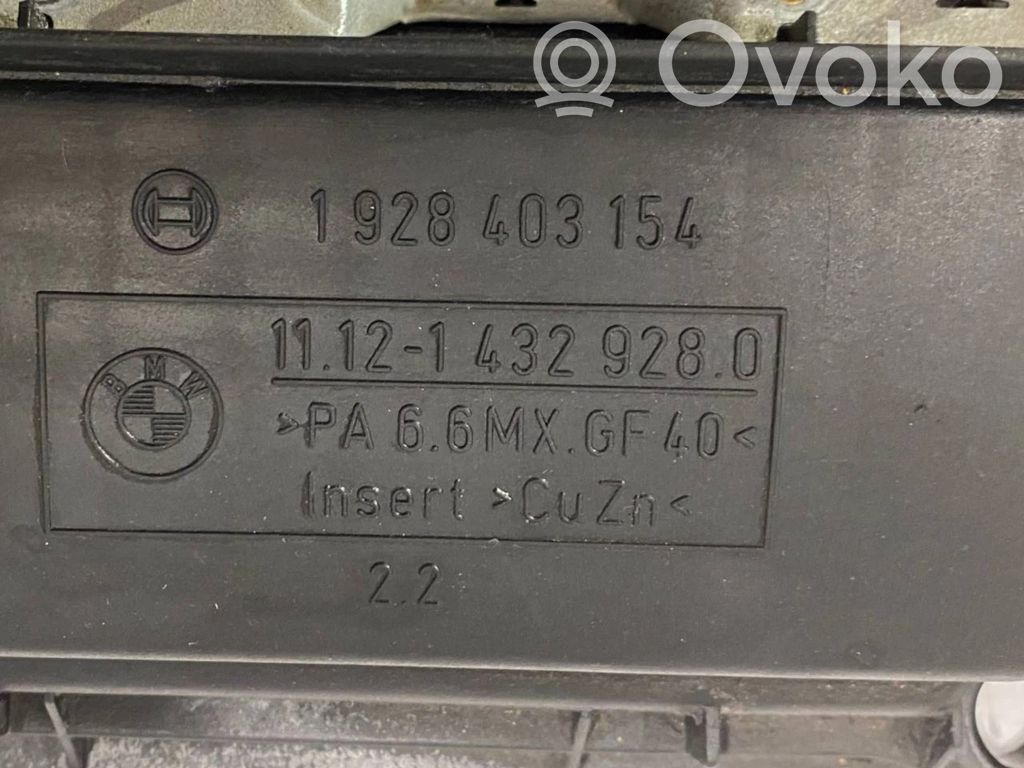 Ovoko
1 928 403 154
11.12-1 432 928.0
BMW
>PA 6.6MX.GF40<
Insert >CuZn<
2.2